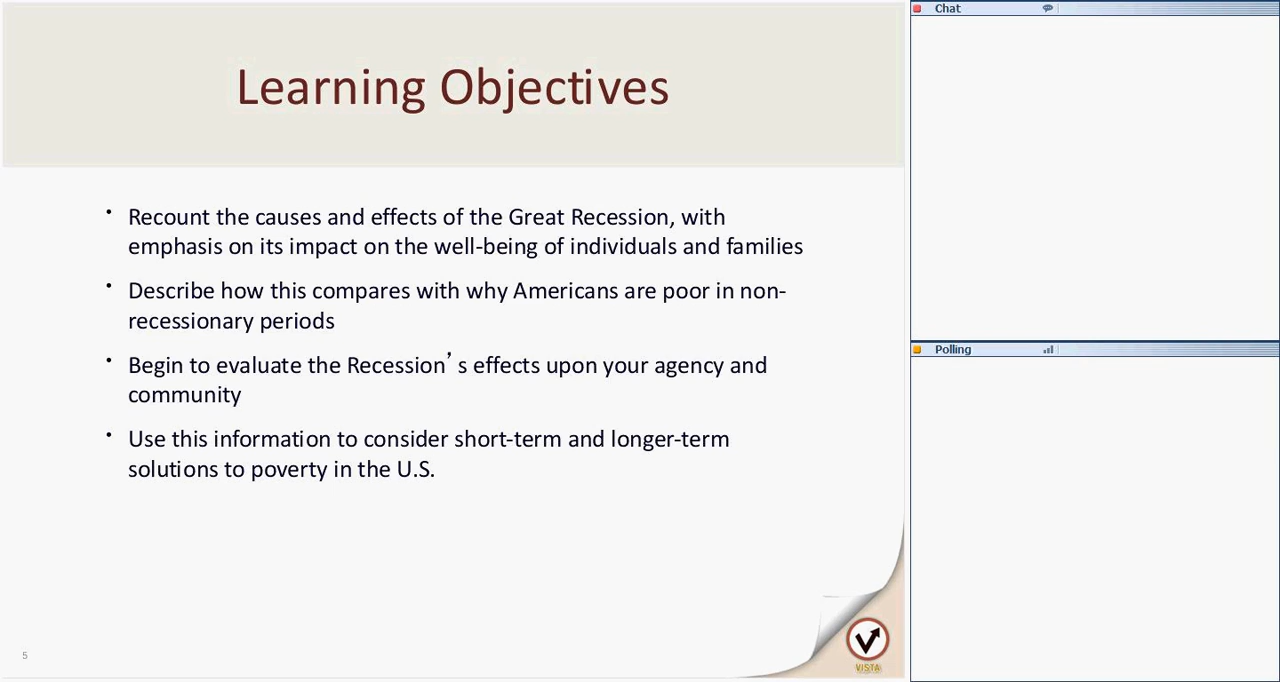 Learning Objectives
• Recount the causes and effects of the Great Recession, with
emphasis on its impact on the well-being of individuals and families
• Describe how this compares with why Americans are poor in non-
recessionary periods
• Begin to evaluate the Recession’s effects upon your agency and
community
• Use this information to consider short-term and longer-term
solutions to poverty in the U.S.
5
VISTA
Chat
Polling